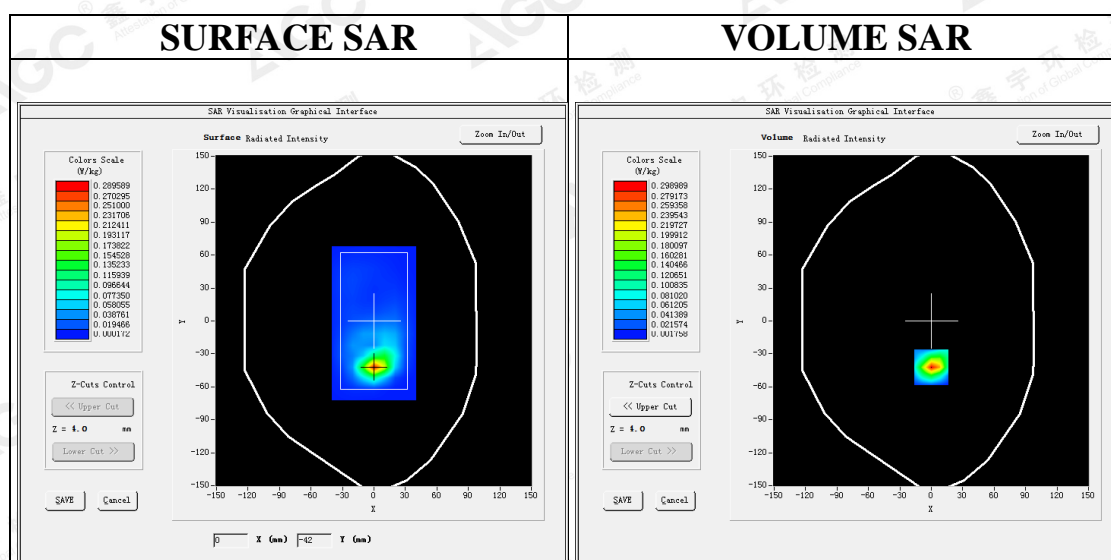 SURFACE SAR
VOLUME SAR
SAR Visualisation Graphical Interface
Surface Radiated Intensity
Zoom In/Out
Colors Scale
(W/kg)
0.289589
0.270295
0.251000
0.231706
0.212411
0.193117
0.173822
0.154528
0.135233
0.115939
0.096644
0.077350
0.058055
0.038761
0.019466
0.000172
150
120
90
60
30
0
-30
-60
-90
-120
-150
Y
-150 -120 -90 -60 -30 0 30 60 90 120 150
X
Z-Cuts Control
<< Upper Cut
Z = 4.0 mm
Lower Cut >>
SAVE Cancel
0 X (mm) -42 Y (mm)
SAR Visualisation Graphical Interface
Volume Radiated Intensity
Zoom In/Out
Colors Scale
(W/kg)
0.298989
0.279173
0.259358
0.239543
0.219727
0.199912
0.180097
0.160281
0.140466
0.120651
0.100835
0.081020
0.061205
0.041389
0.021574
0.001758
150
120
90
60
30
0
-30
-60
-90
-120
-150
Y
-150 -120 -90 -60 -30 0 30 60 90 120 150
X
Z-Cuts Control
<< Upper Cut
Z = 4.0 mm
Lower Cut >>
SAVE Cancel